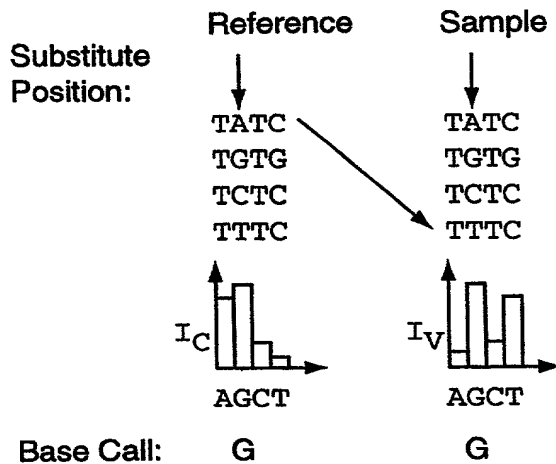 Reference Sample
Substitute
Position:
TATC TATC
TGTG TGTG
TCTC TCTC
TTTC TTTC
IC IV
AGCT AGCT
Base Call: G G